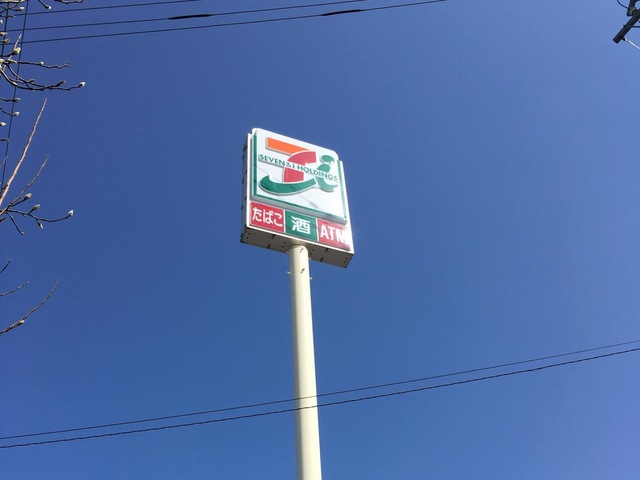 SEVEN & i HOLDINGS
たばこ 酒 ATM